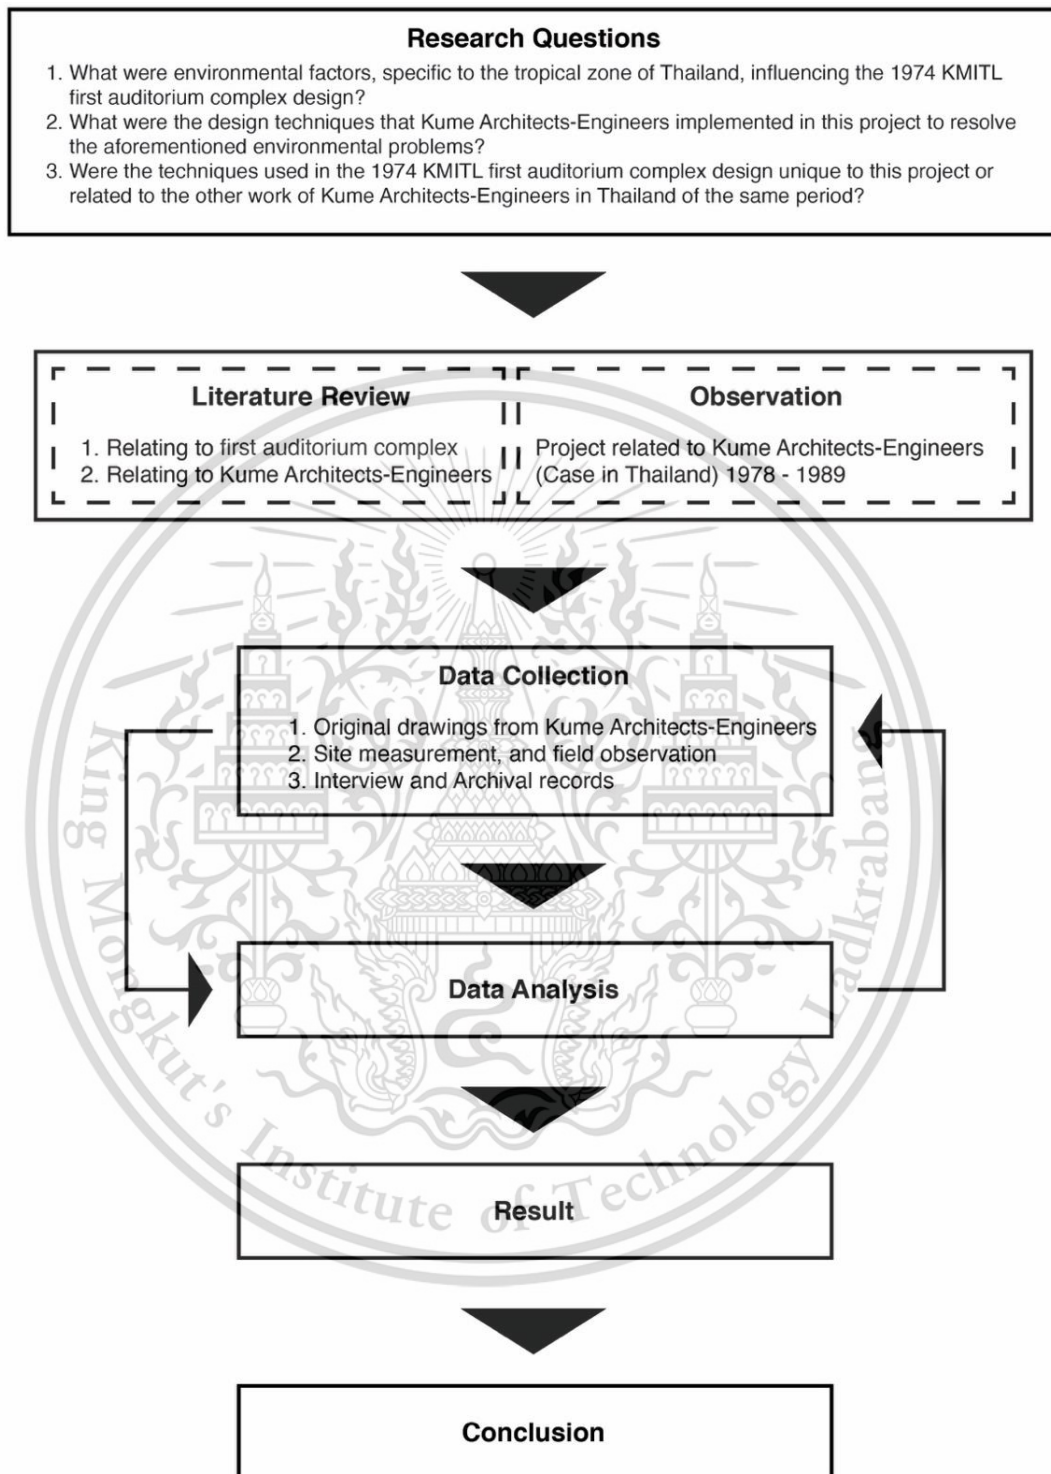 Research Questions
1. What were environmental factors, specific to the tropical zone of Thailand, influencing the 1974 KMITL
first auditorium complex design?
2. What were the design techniques that Kume Architects-Engineers implemented in this project to resolve
the aforementioned environmental problems?
3. Were the techniques used in the 1974 KMITL first auditorium complex design unique to this project or
related to the other work of Kume Architects-Engineers in Thailand of the same period?
Literature Review
1. Relating to first auditorium complex
2. Relating to Kume Architects-Engineers
Observation
Project related to Kume Architects-Engineers
(Case in Thailand) 1978 - 1989
Data Collection
1. Original drawings from Kume Architects-Engineers
2. Site measurement, and field observation
3. Interview and Archival records
Data Analysis
Result
Conclusion
King Mongkut's Institute of Technology Ladkrabang